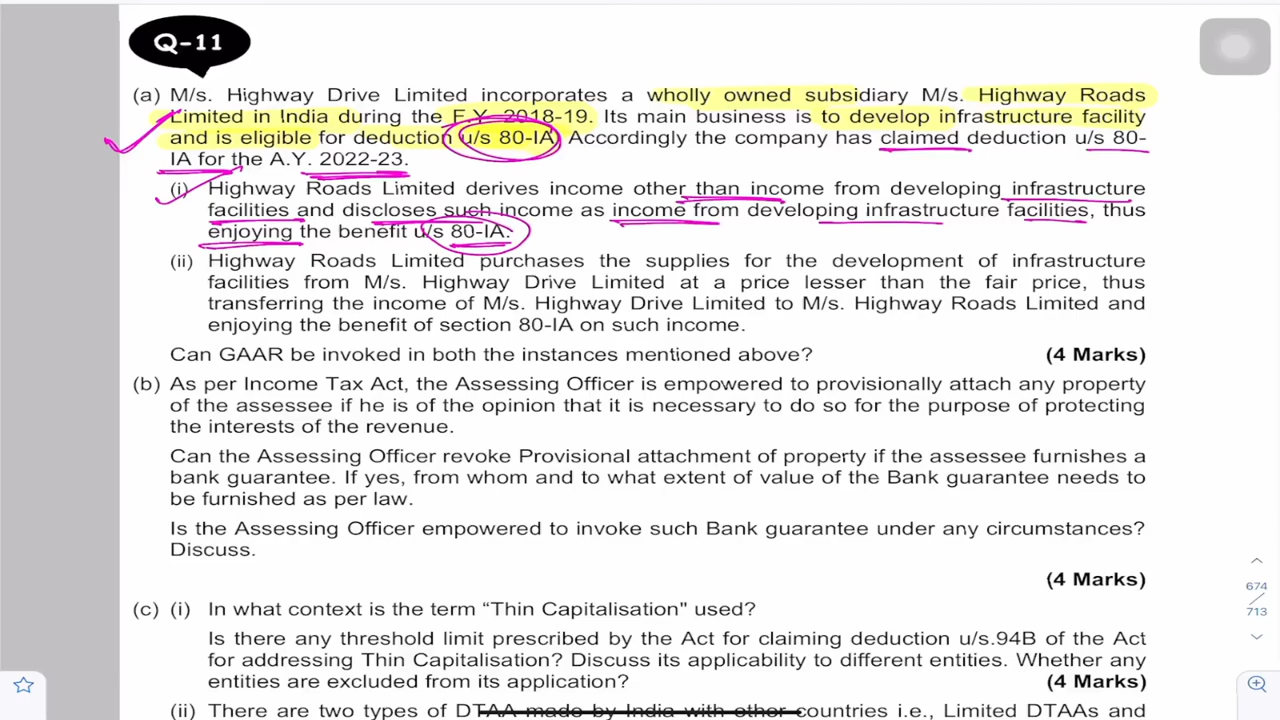 Q-11
(a) M/s. Highway Drive Limited incorporates a wholly owned subsidiary M/s. Highway Roads
Limited in India during the F.Y. 2018-19. Its main business is to develop infrastructure facility
and is eligible for deduction u/s 80-IA. Accordingly the company has claimed deduction u/s 80-
IA for the A.Y. 2022-23.
(i) Highway Roads Limited derives income other than income from developing infrastructure
facilities and discloses such income as income from developing infrastructure facilities, thus
enjoying the benefit u/s 80-IA.
(ii) Highway Roads Limited purchases the supplies for the development of infrastructure
facilities from M/s. Highway Drive Limited at a price lesser than the fair price, thus
transferring the income of M/s. Highway Drive Limited to M/s. Highway Roads Limited and
enjoying the benefit of section 80-IA on such income.
Can GAAR be invoked in both the instances mentioned above? (4 Marks)
(b) As per Income Tax Act, the Assessing Officer is empowered to provisionally attach any property
of the assessee if he is of the opinion that it is necessary to do so for the purpose of protecting
the interests of the revenue.
Can the Assessing Officer revoke Provisional attachment of property if the assessee furnishes a
bank guarantee. If yes, from whom and to what extent of value of the Bank guarantee needs to
be furnished as per law.
Is the Assessing Officer empowered to invoke such Bank guarantee under any circumstances?
Discuss.
(4 Marks)
674
713
(c) (i) In what context is the term “Thin Capitalisation" used?
Is there any threshold limit prescribed by the Act for claiming deduction u/s.94B of the Act
for addressing Thin Capitalisation? Discuss its applicability to different entities. Whether any
entities are excluded from its application? (4 Marks)
(ii) There are two types of DTAA made by India with other countries i.e., Limited DTAAs and